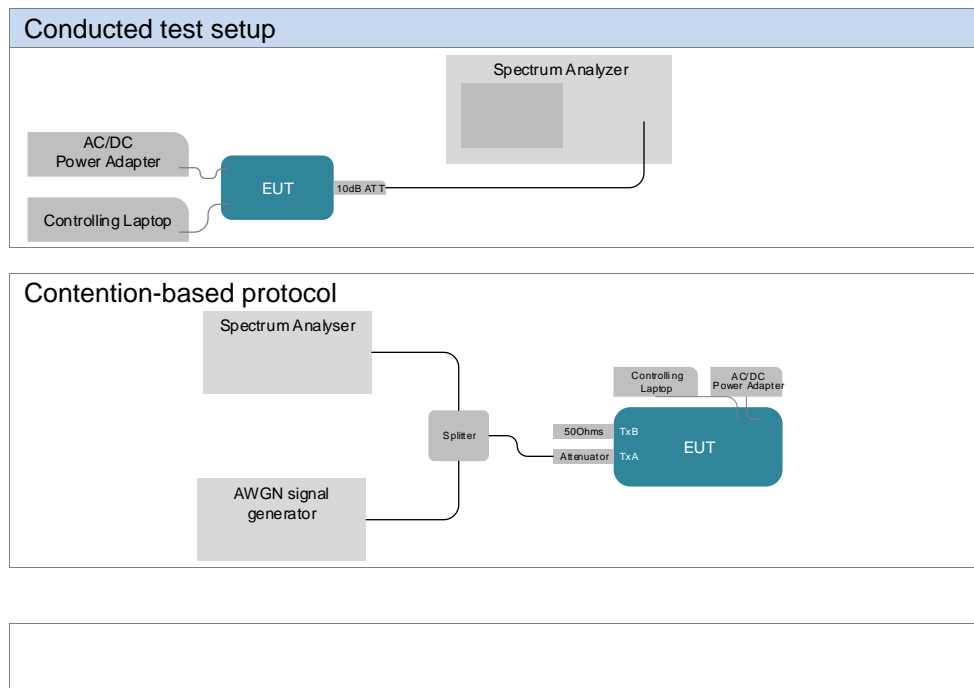 Conducted test setup
Spectrum Analyzer
AC/DC
Power Adapter
EUT
10dB ATT
Controlling Laptop
Contention-based protocol
Spectrum Analyser
Controlling
Laptop
AC/DC
Power Adapter
Splitter
50Ohms
TxB
EUT
Attenuator
TxA
AWGN signal
generator